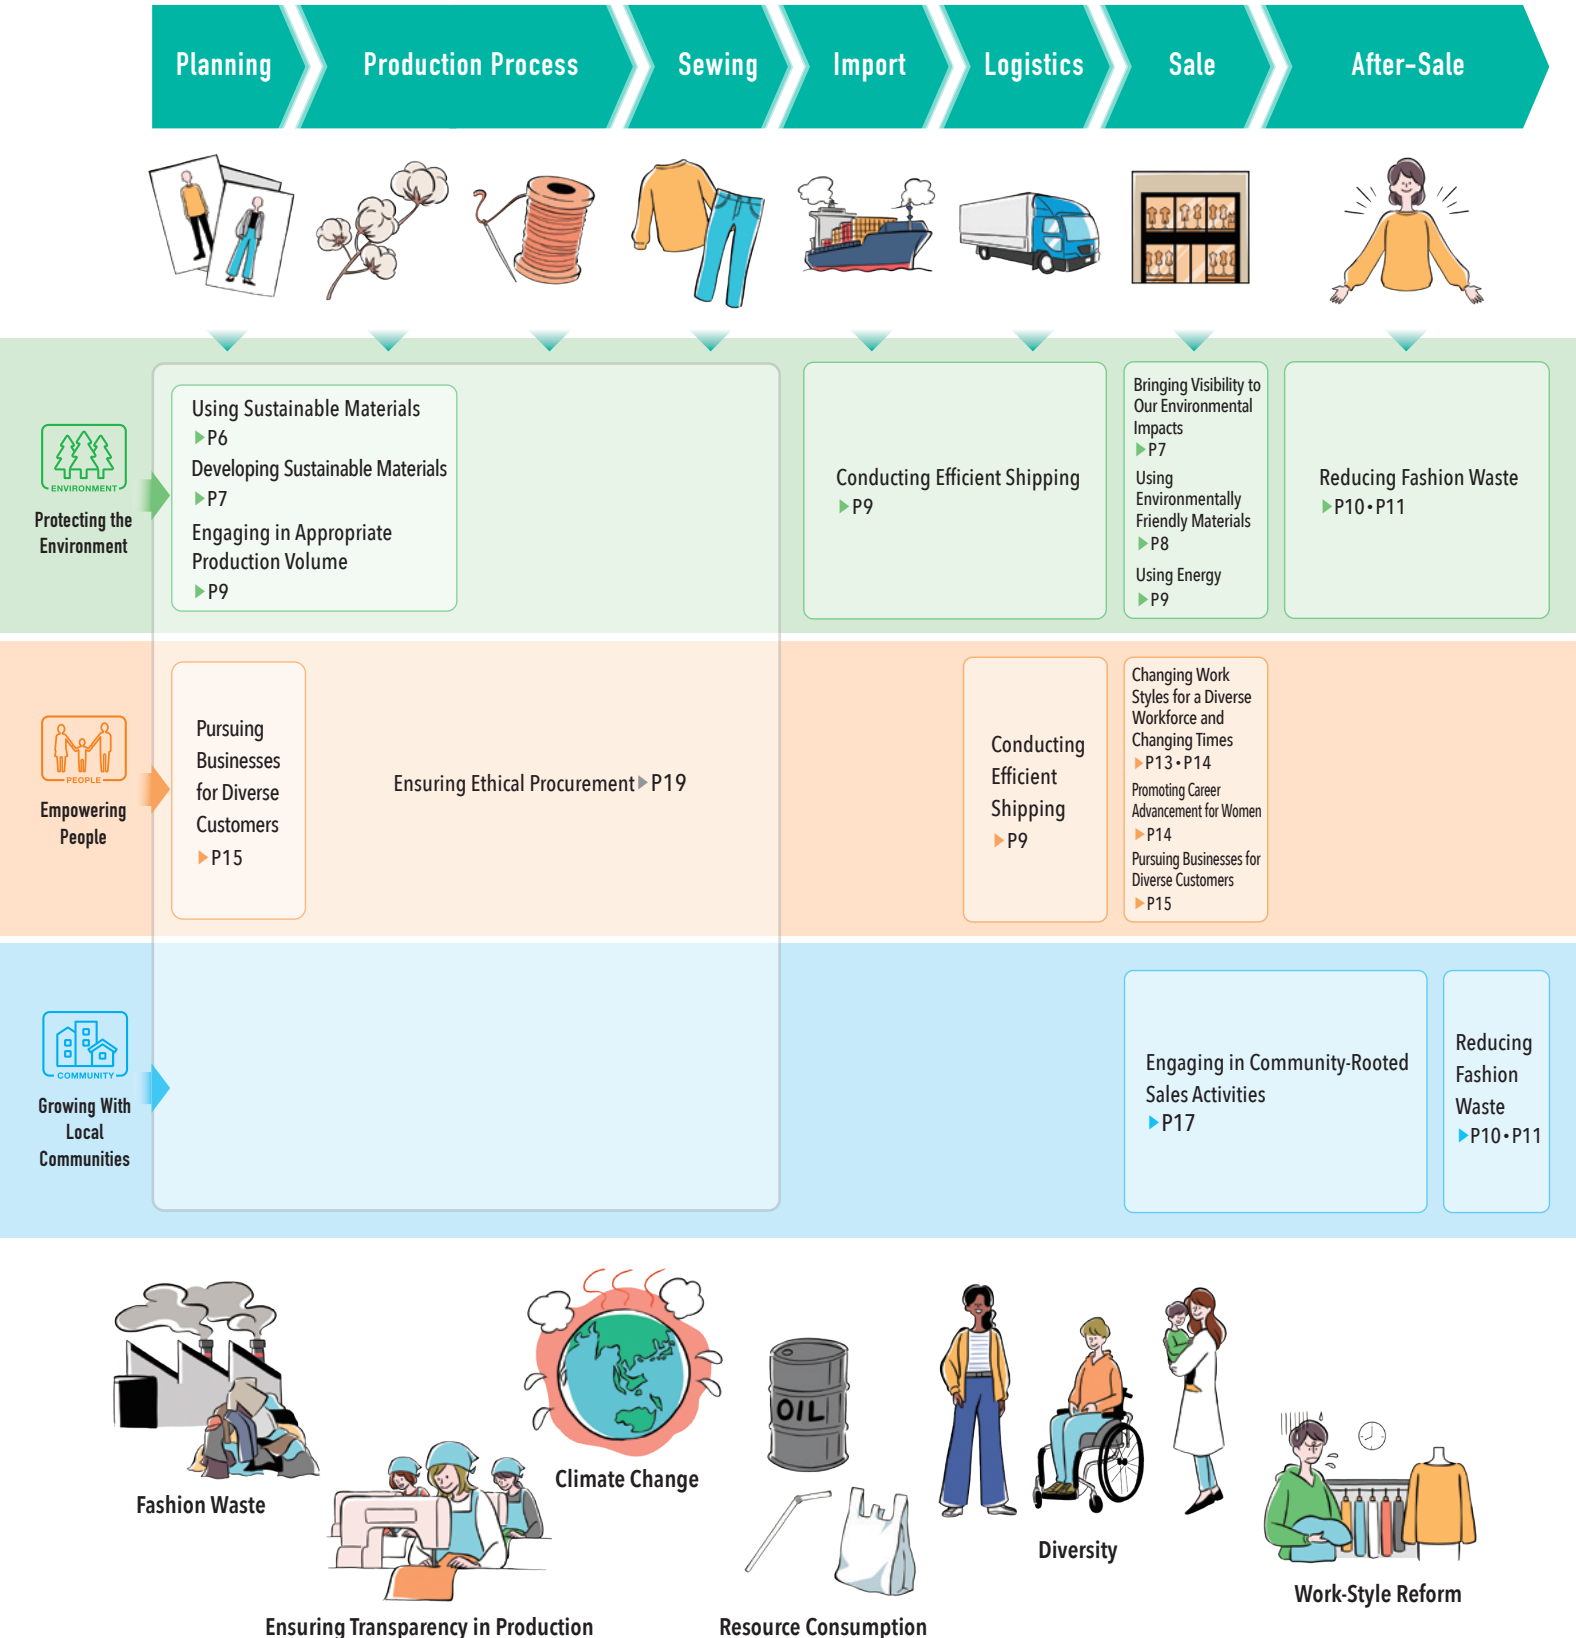 Planning
Production Process
Sewing
Import
Logistics
Sale
After-Sale
ENVIRONMENT
Protecting the
Environment
Using Sustainable Materials
▶P6
Developing Sustainable Materials
▶P7
Engaging in Appropriate
Production Volume
▶P9
Conducting Efficient Shipping
▶P9
Bringing Visibility to
Our Environmental
Impacts
▶P7
Using
Environmentally
Friendly Materials
▶P8
Using Energy
▶P9
Reducing Fashion Waste
▶P10•P11
PEOPLE
Empowering
People
Pursuing
Businesses
for Diverse
Customers
▶P15
Ensuring Ethical Procurement▶P19
Conducting
Efficient
Shipping
▶P9
Changing Work
Styles for a Diverse
Workforce and
Changing Times
▶P13•P14
Promoting Career
Advancement for Women
▶P14
Pursuing Businesses for
Diverse Customers
▶P15
COMMUNITY
Growing With
Local
Communities
Engaging in Community-Rooted
Sales Activities
▶P17
Reducing
Fashion
Waste
▶P10•P11
Fashion Waste
Ensuring Transparency in Production
Climate Change
OIL
Resource Consumption
Diversity
Work-Style Reform